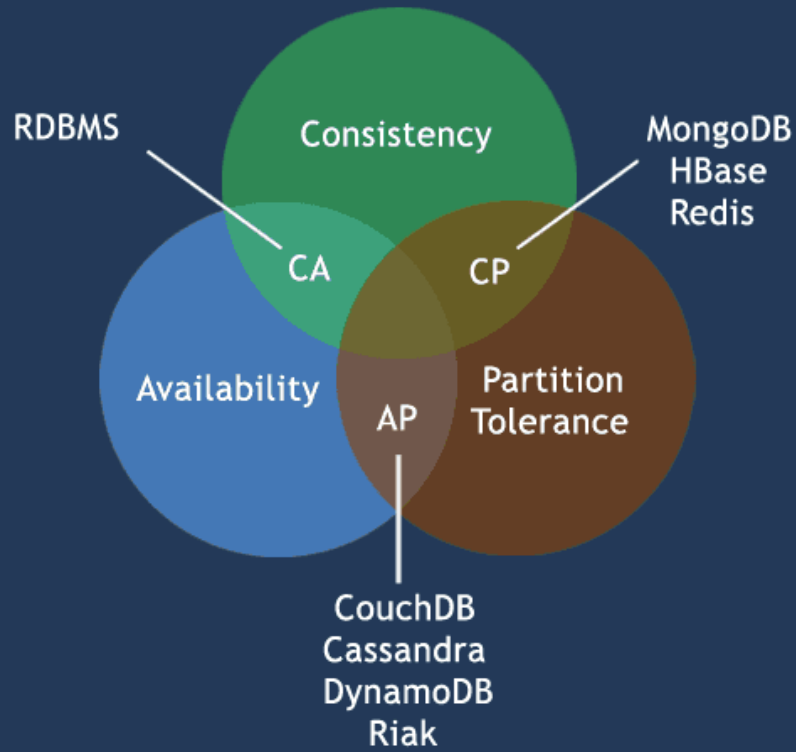 Consistency
RDBMS
MongoDB
HBase
Redis
CA
CP
Availability
Partition
Tolerance
AP
CouchDB
Cassandra
DynamoDB
Riak